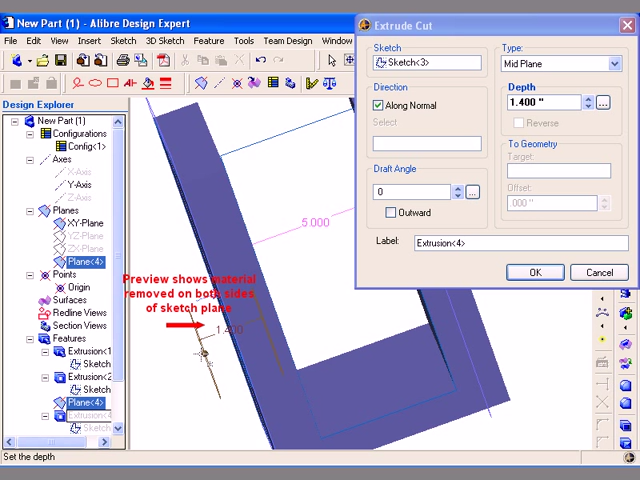 New Part (1) - Alibre Design Expert
File Edit View Insert Sketch 3D Sketch Feature Tools Team Design Window
Design Explorer
New Part (1)
Configurations
Config<1>
Axes
X-Axis
Y-Axis
Z-Axis
Planes
XY-Plane
YZ-Plane
ZX-Plane
Plane<4>
Points
Origin
Surfaces
Redline Views
Section Views
Features
Extrusion<1
Sketch
Extrusion<2
Sketch
Plane<4>
Extrusion<4
Sketch
Set the depth
5.000
Preview shows material
removed on both sides
of sketch plane
1.400
Extrude Cut
Sketch
Sketch<3>
Direction
Along Normal
Select
Draft Angle
0
...
Outward
Type:
Mid Plane
Depth
1.400 "
...
Reverse
To Geometry
Target:
Offset:
.000 "
Label:
Extrusion<4>
OK
Cancel